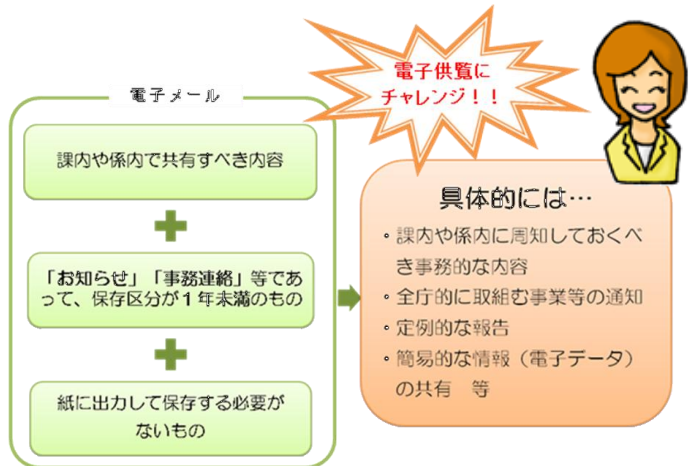 電子供覧に
チャレンジ！！
電子メール
課内や係内で共有すべき内容
「お知らせ」「事務連絡」等であ
って、保存区分が１年未満のもの
紙に出力して保存する必要が
ないもの
具体的には…
・課内や係内に周知しておくべ
き事務的な内容
・全庁的に取組む事業等の通知
・定例的な報告
・簡易的な情報（電子データ）
の共有　等